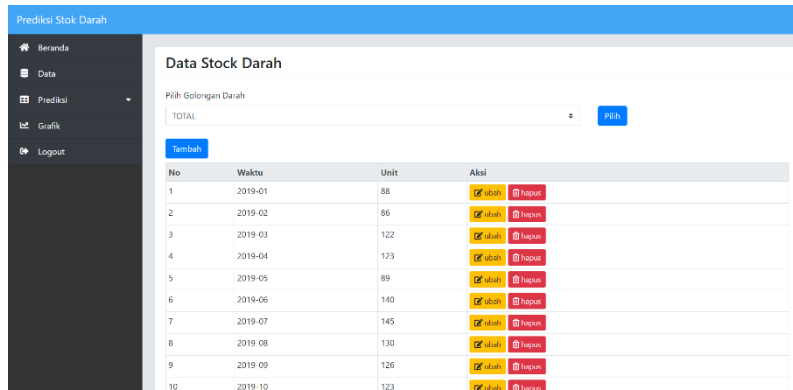 Prediksi Stok Darah
Beranda
Data
Prediksi
Grafik
Logout
Data Stock Darah
Pilih Golongan Darah
TOTAL
Pilih
Tambah
No Waktu Unit Aksi
1 2019-01 88 ubah hapus
2 2019-02 86 ubah hapus
3 2019-03 122 ubah hapus
4 2019-04 123 ubah hapus
5 2019-05 89 ubah hapus
6 2019-06 140 ubah hapus
7 2019-07 145 ubah hapus
8 2019-08 130 ubah hapus
9 2019-09 126 ubah hapus
10 2019-10 123 ubah hapus